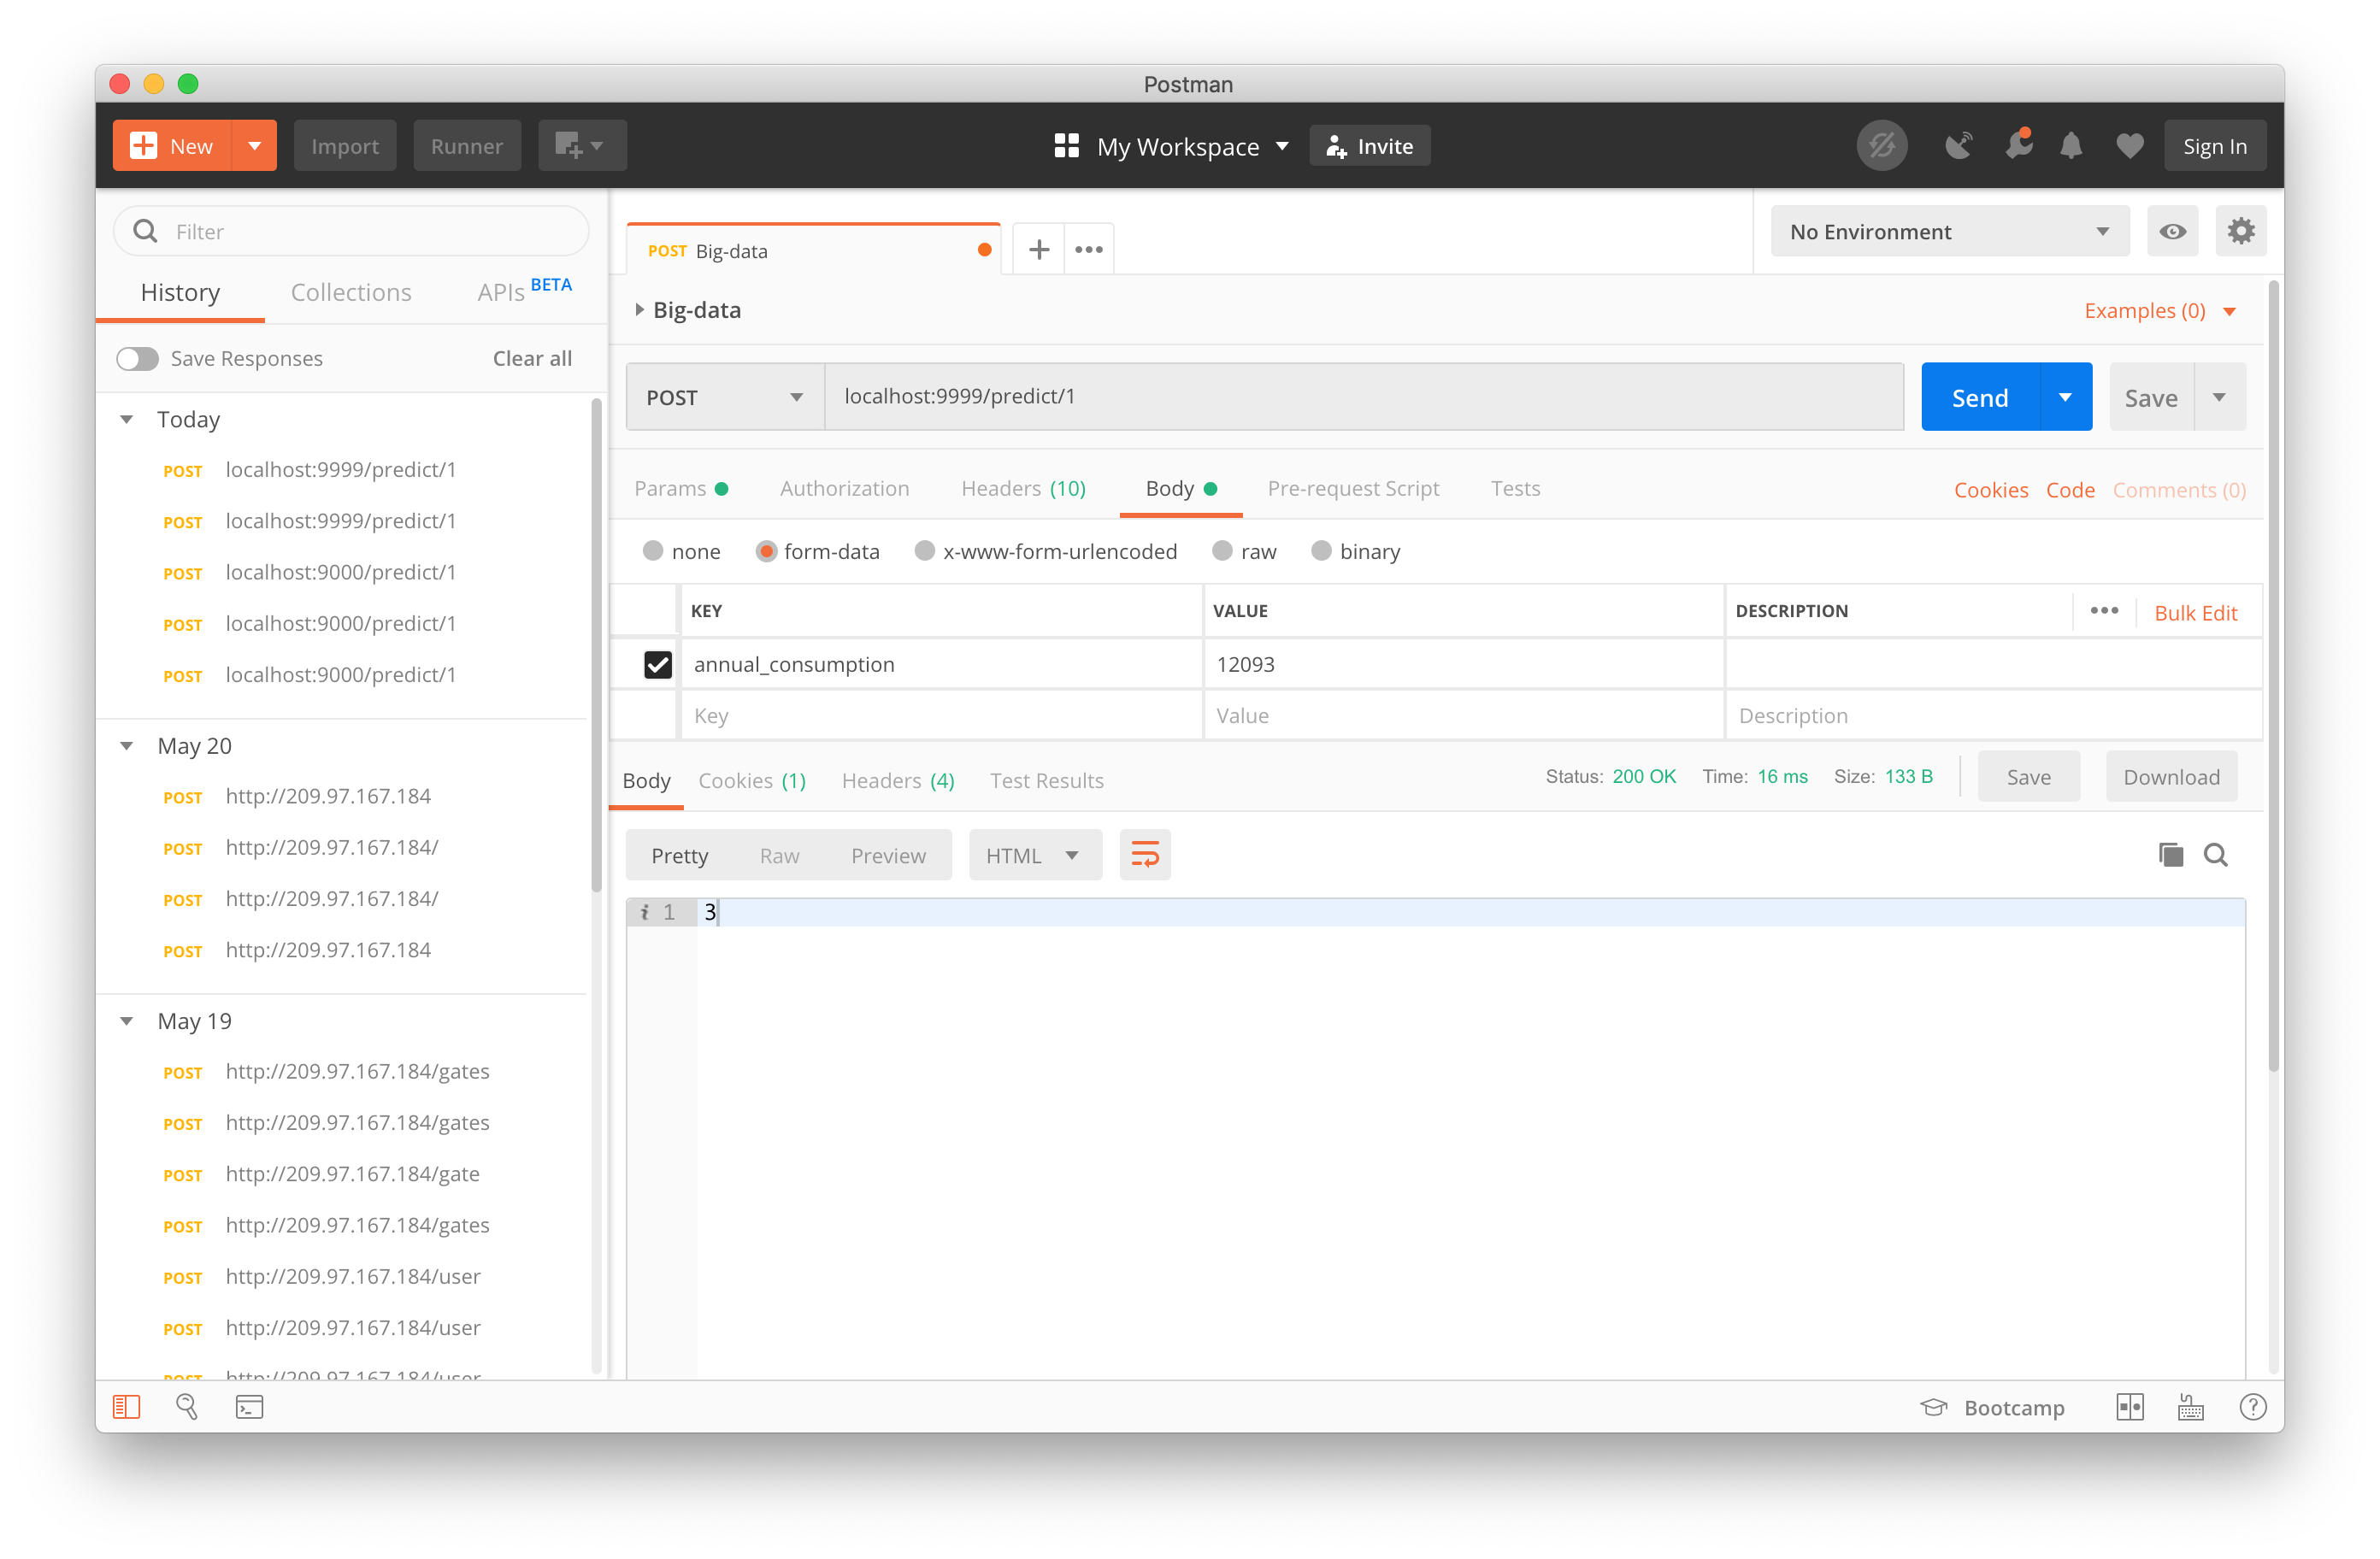 Postman
New
Import
Runner
My Workspace
Invite
Sign In
Filter
History
Collections
APIs BETA
Save Responses
Clear all
Today
POST localhost:9999/predict/1
POST localhost:9999/predict/1
POST localhost:9000/predict/1
POST localhost:9000/predict/1
POST localhost:9000/predict/1
May 20
POST http://209.97.167.184
POST http://209.97.167.184/
POST http://209.97.167.184/
POST http://209.97.167.184
May 19
POST http://209.97.167.184/gates
POST http://209.97.167.184/gates
POST http://209.97.167.184/gate
POST http://209.97.167.184/gates
POST http://209.97.167.184/user
POST http://209.97.167.184/user
POST http://209.97.167.184/user
POST Big-data
No Environment
Big-data
Examples (0)
POST
localhost:9999/predict/1
Send
Save
Params
Authorization
Headers (10)
Body
Pre-request Script
Tests
Cookies
Code
Comments (0)
none
form-data
x-www-form-urlencoded
raw
binary
KEY
VALUE
DESCRIPTION
Bulk Edit
annual_consumption
12093
Key
Value
Description
Body
Cookies (1)
Headers (4)
Test Results
Status: 200 OK
Time: 16 ms
Size: 133 B
Save
Download
Pretty
Raw
Preview
HTML
i 1 3
Bootcamp